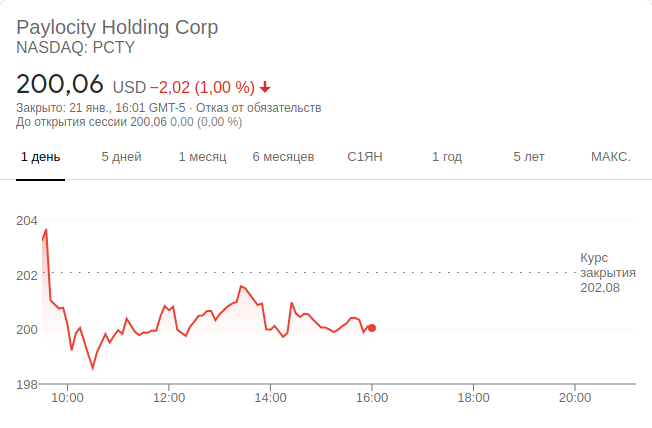 Paylocity Holding Corp
NASDAQ: PCTY
200,06 USD −2,02 (1,00 %)
Закрыто: 21 янв., 16:01 GMT-5 · Отказ от обязательств
До открытия сессии 200,06 0,00 (0,00 %)
1 день 5 дней 1 месяц 6 месяцев С1ЯН 1 год 5 лет МАКС.
204
202
200
198
Курс
закрытия
202,08
10:00 12:00 14:00 16:00 18:00 20:00